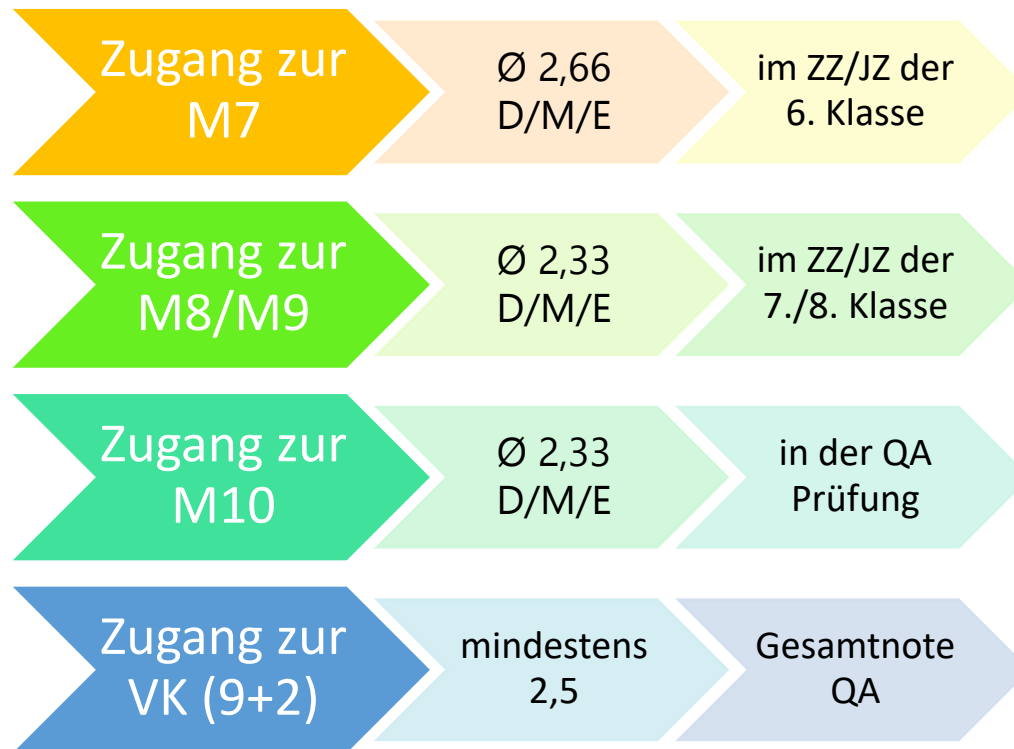 Zugang zur
M7
Ø 2,66
D/M/E
im ZZ/JZ der
6. Klasse
Zugang zur
M8/M9
Ø 2,33
D/M/E
im ZZ/JZ der
7./8. Klasse
Zugang zur
M10
Ø 2,33
D/M/E
in der QA
Prüfung
Zugang zur
VK (9+2)
mindestens
2,5
Gesamtnote
QA